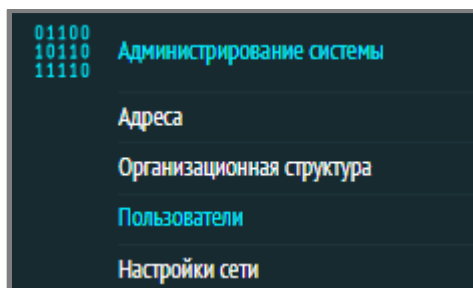 01100
10110
11110
Администрирование системы
Адреса
Организационная структура
Пользователи
Настройки сети